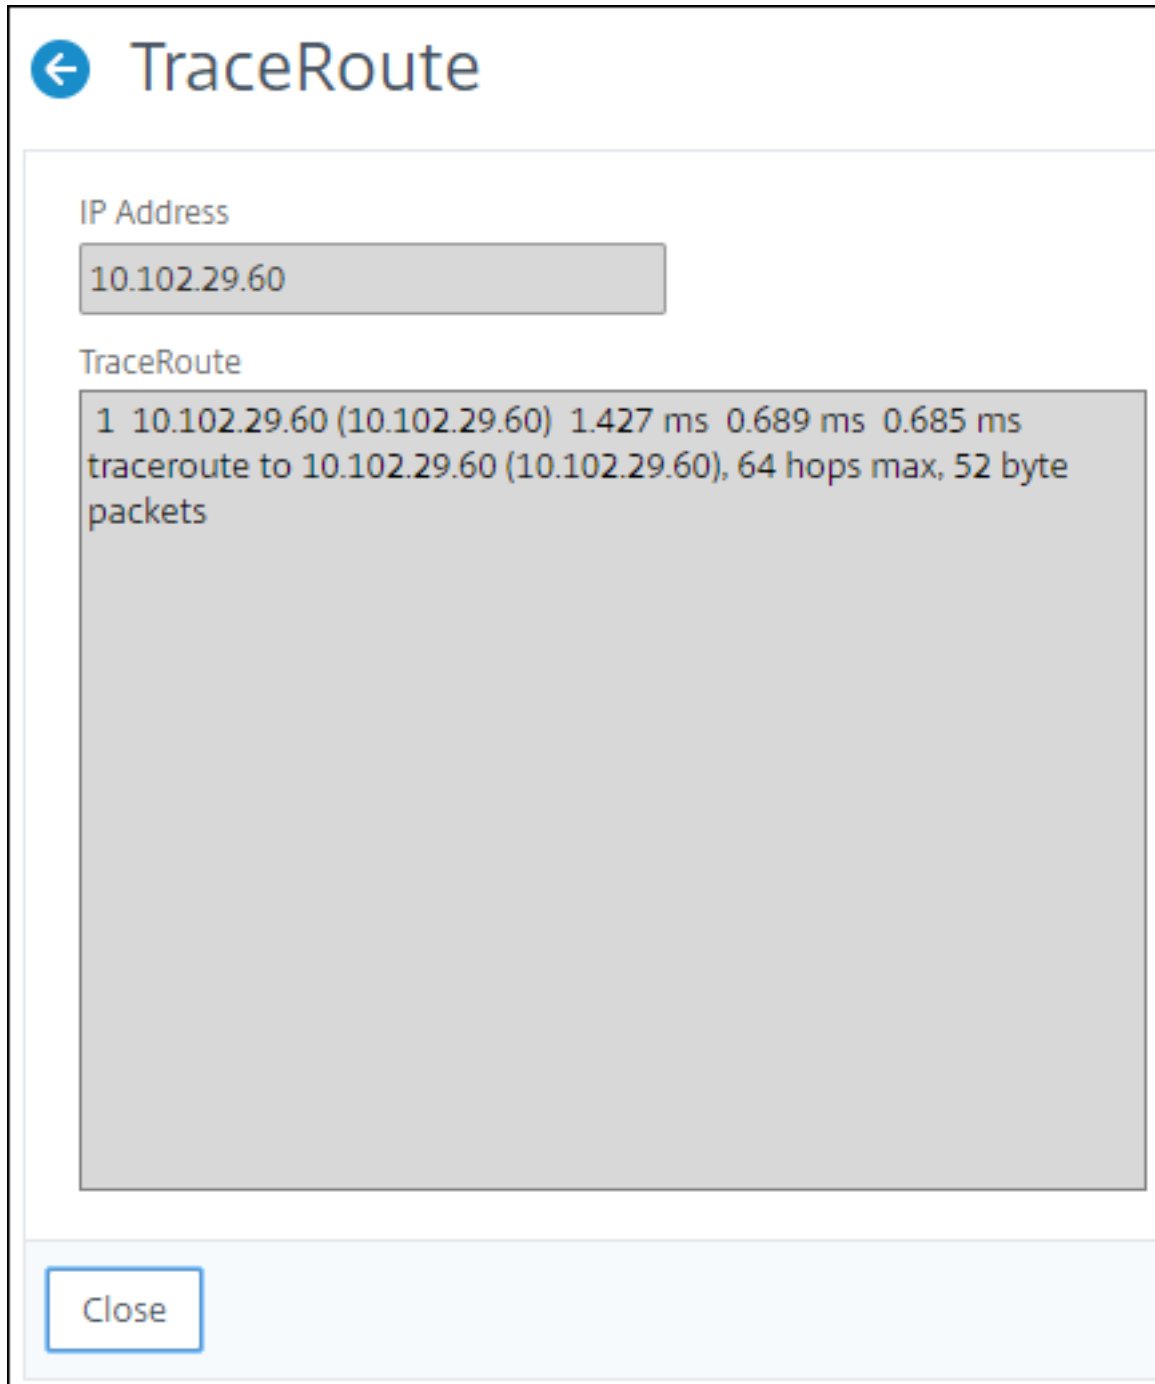 TraceRoute
IP Address
10.102.29.60
TraceRoute
1 10.102.29.60 (10.102.29.60) 1.427 ms 0.689 ms 0.685 ms
traceroute to 10.102.29.60 (10.102.29.60), 64 hops max, 52 byte
packets
Close